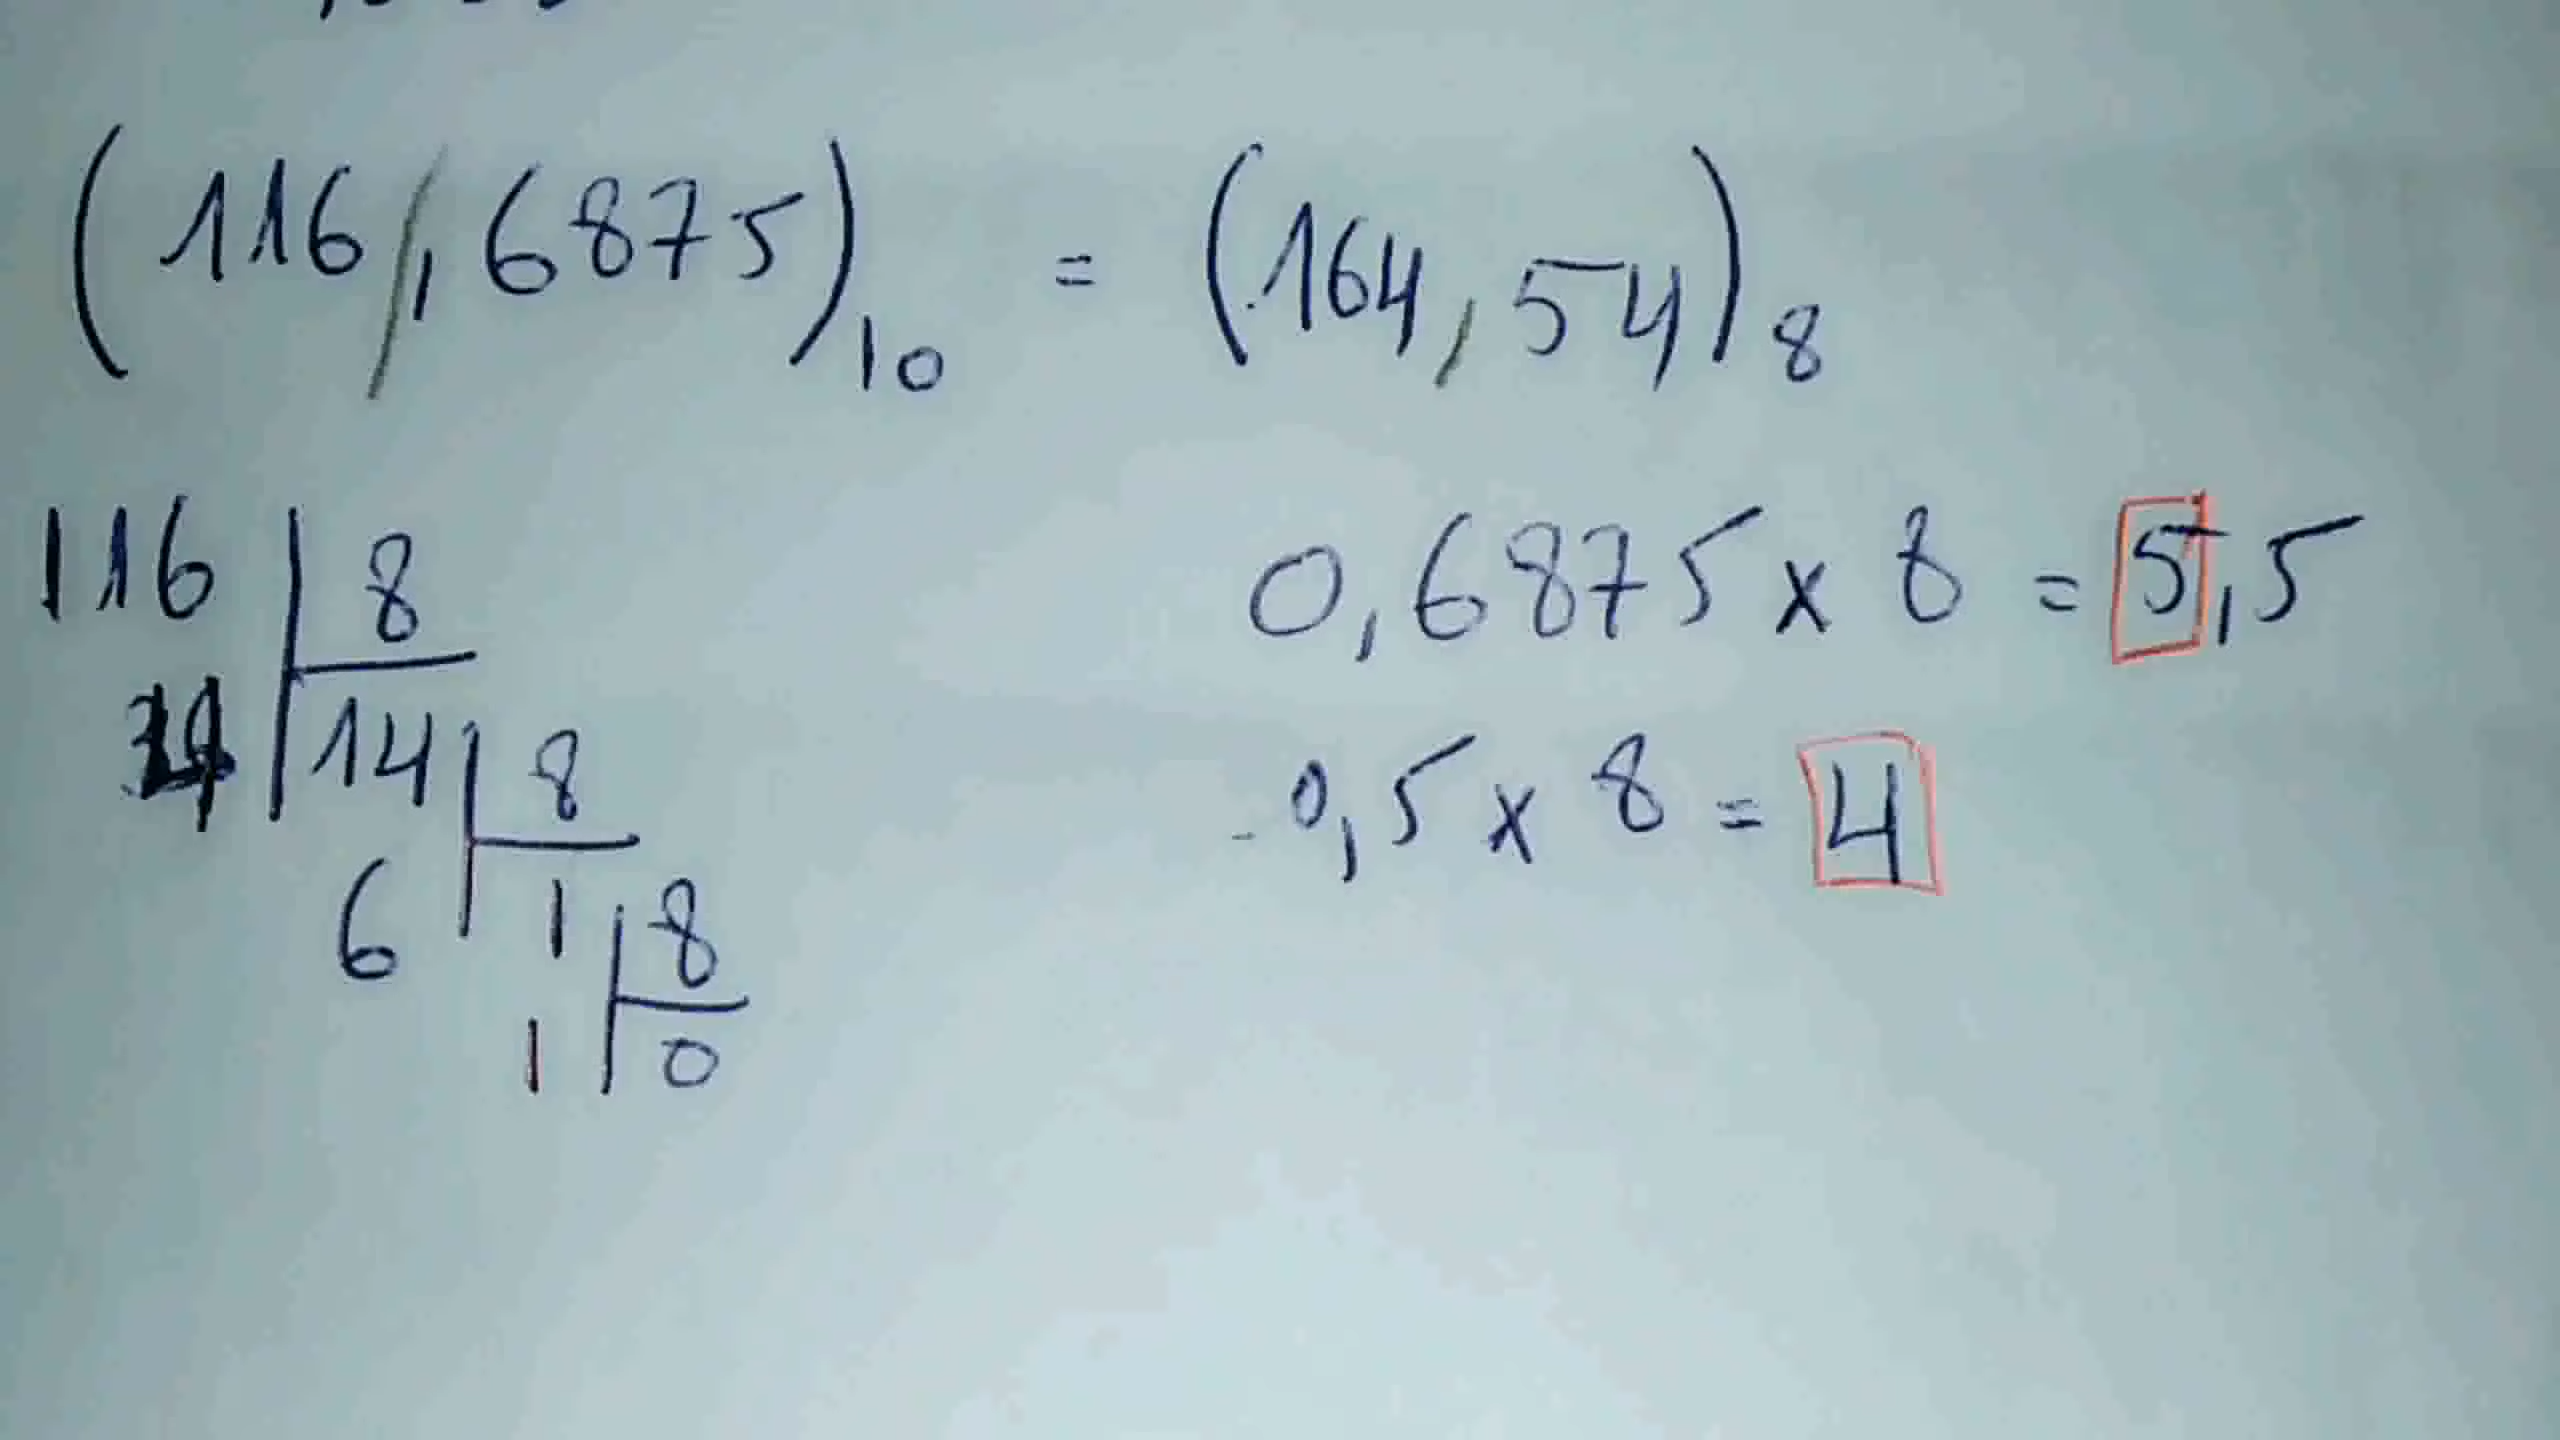 (116,6875)10 = (164,54)8
116 | 8
14 | 8
6 1 | 8
1 0
0,6875 x 8 = 5,5
0,5 x 8 = 4